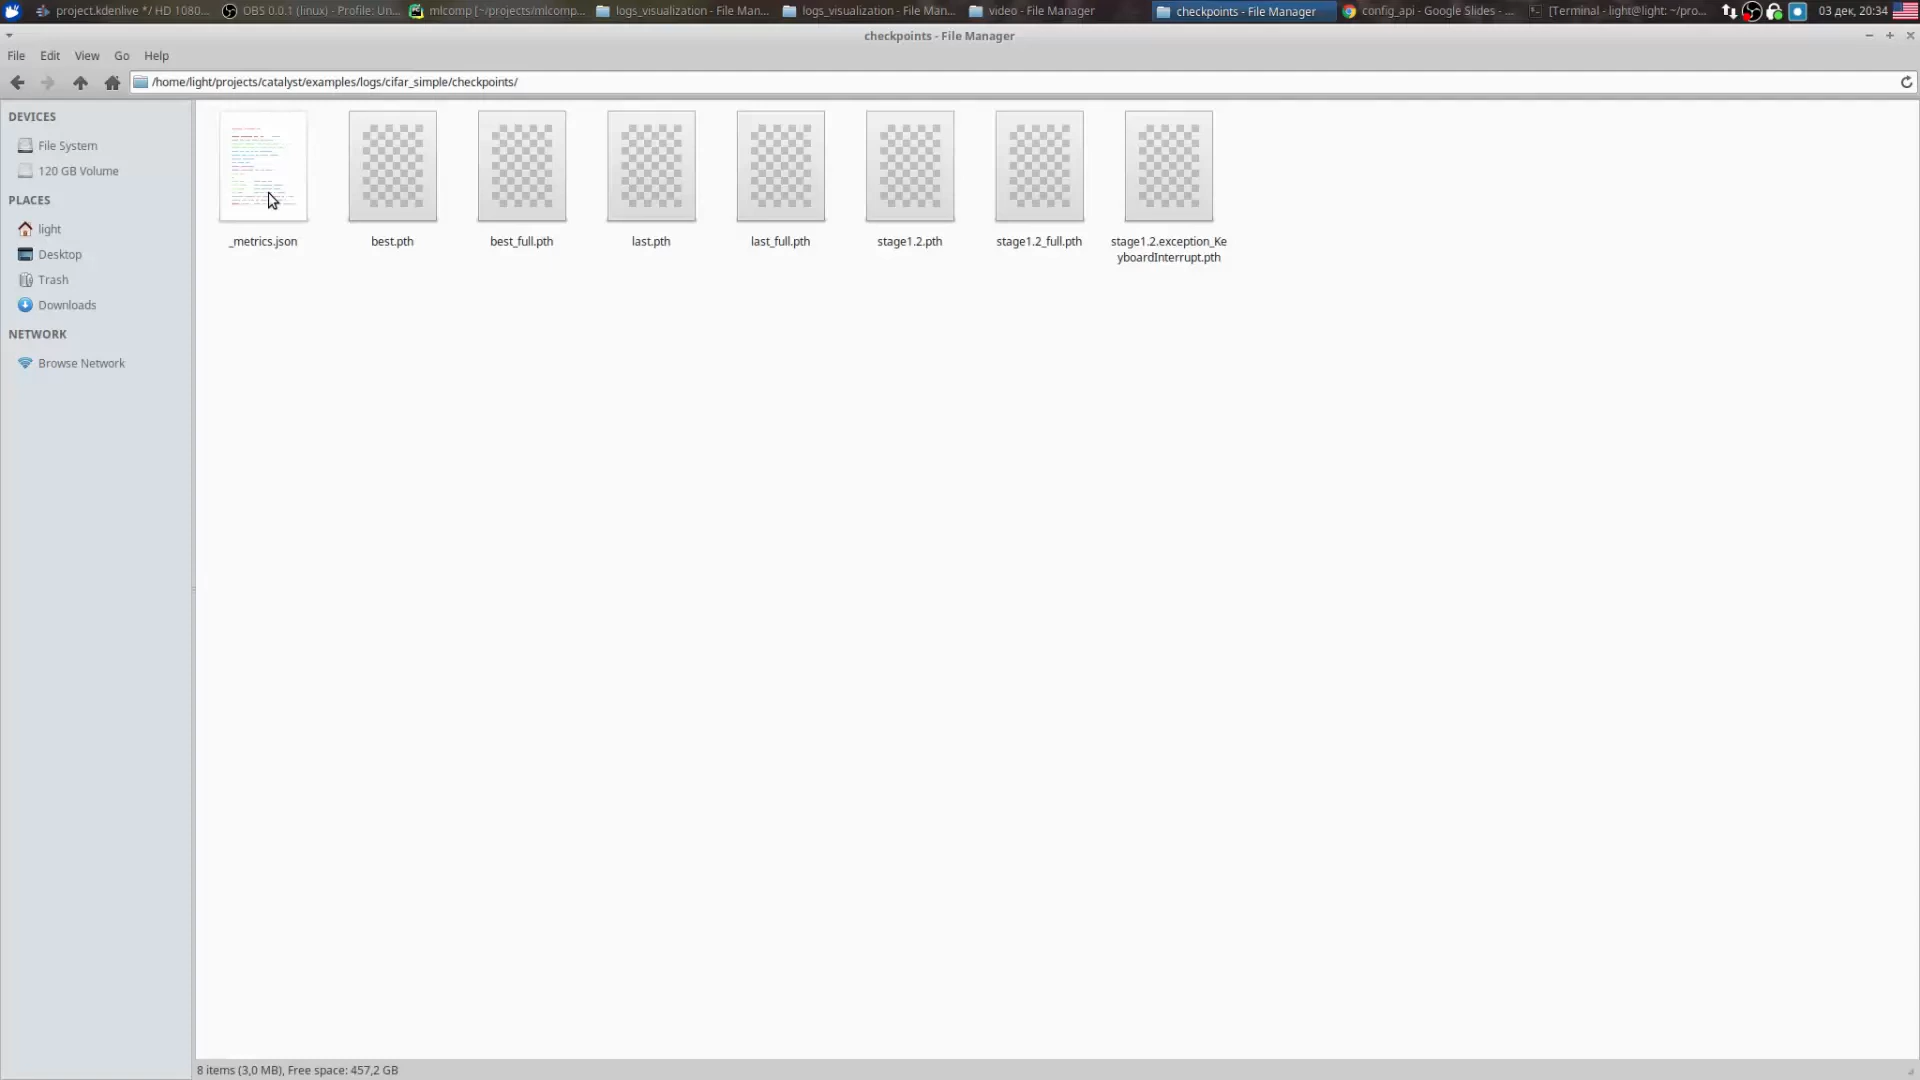 project.kdenlive */ HD 1080...
OBS 0.0.1 (linux) - Profile: Un...
mlcomp [~/projects/mlcomp...
logs_visualization - File Man...
logs_visualization - File Man...
video - File Manager
checkpoints - File Manager
config_api - Google Slides - ...
[Terminal - light@light: ~/pro...
03 дек, 20:34
checkpoints - File Manager
File Edit View Go Help
/home/light/projects/catalyst/examples/logs/cifar_simple/checkpoints/
DEVICES
File System
120 GB Volume
PLACES
light
Desktop
Trash
Downloads
NETWORK
Browse Network
_metrics.json
best.pth
best_full.pth
last.pth
last_full.pth
stage1.2.pth
stage1.2_full.pth
stage1.2.exception_Ke
yboardInterrupt.pth
8 items (3,0 MB), Free space: 457,2 GB